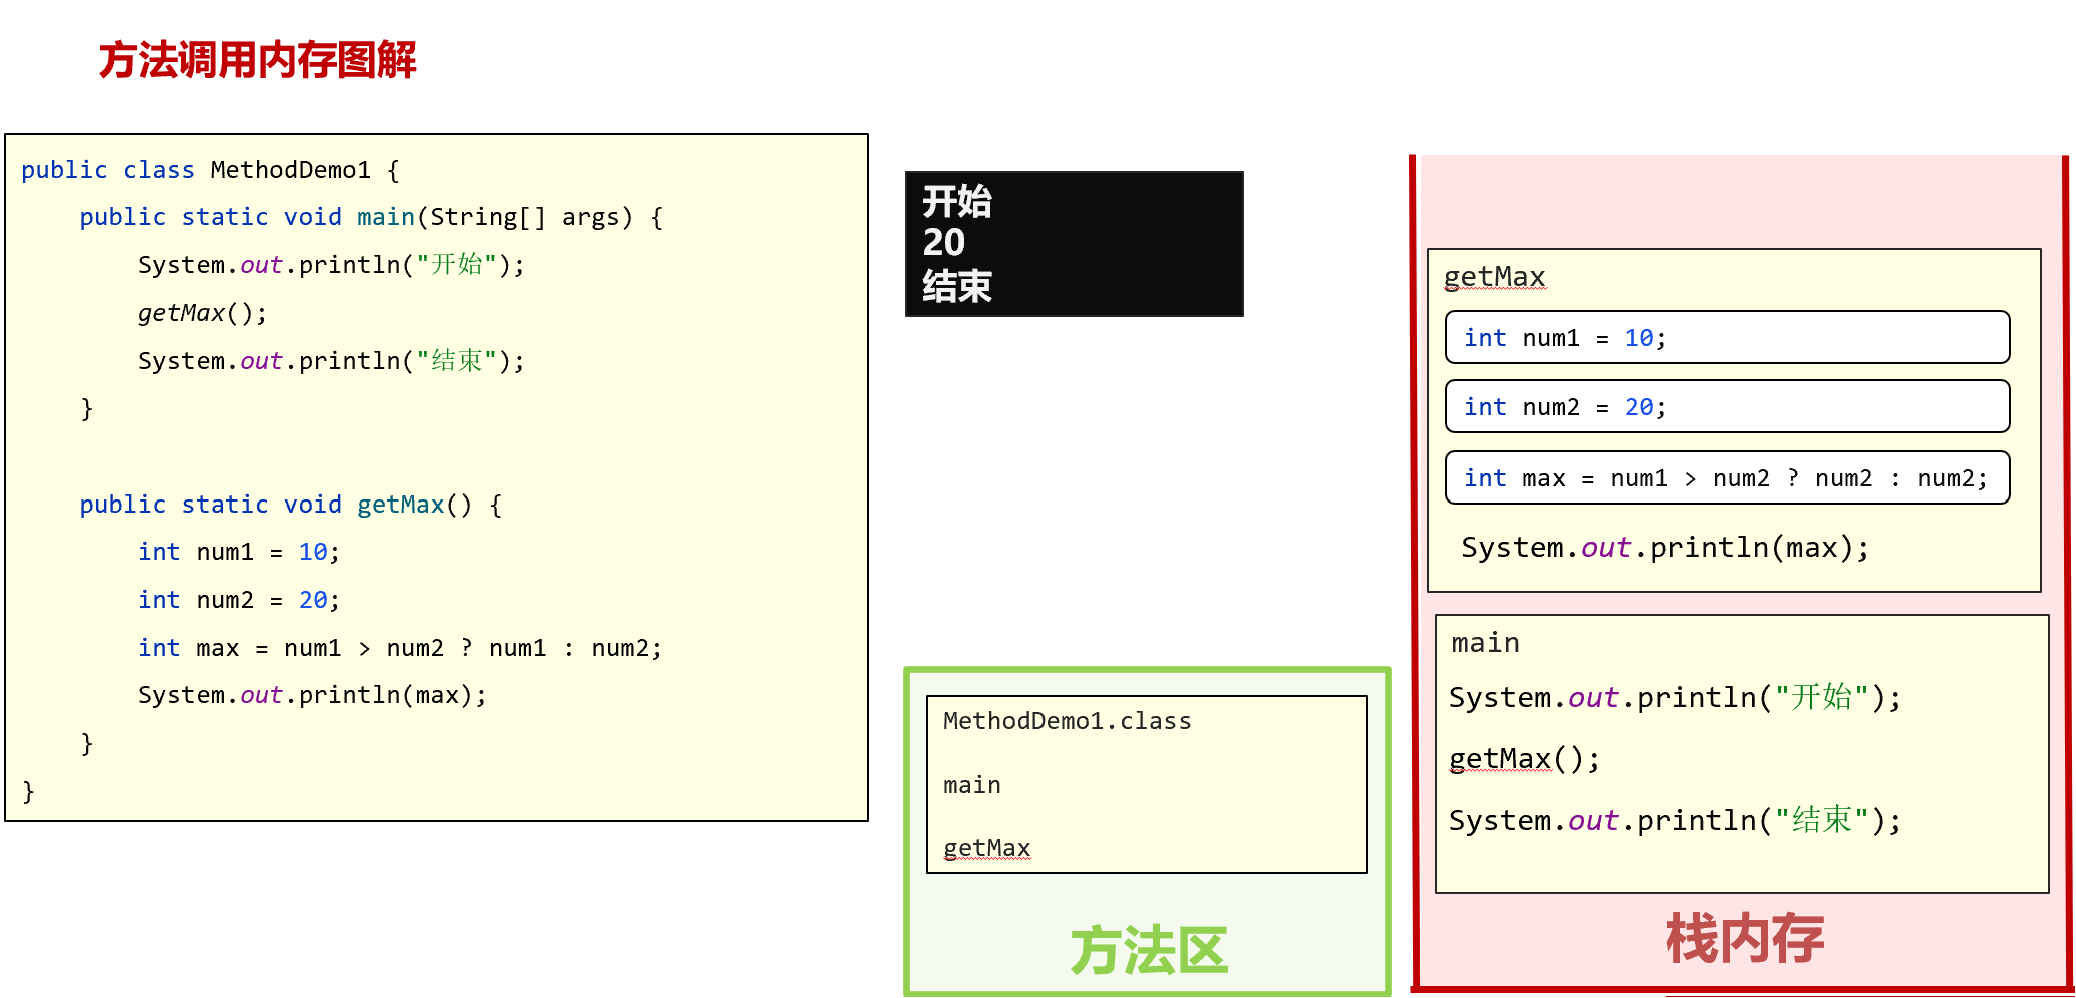 方法调用内存图解
public class MethodDemo1 {
public static void main(String[] args) {
System.out.println("开始");
getMax();
System.out.println("结束");
}
public static void getMax() {
int num1 = 10;
int num2 = 20;
int max = num1 > num2 ? num1 : num2;
System.out.println(max);
}
}
开始
20
结束
MethodDemo1.class
main
getMax
方法区
getMax
int num1 = 10;
int num2 = 20;
int max = num1 > num2 ? num2 : num2;
System.out.println(max);
main
System.out.println("开始");
getMax();
System.out.println("结束");
栈内存